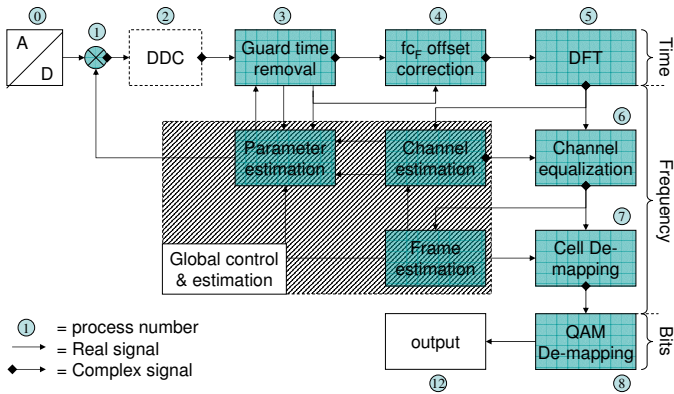 0
1
2
3
4
5
A
D
DDC
Guard time
removal
fcF offset
correction
DFT
Time
6
Parameter
estimation
Channel
estimation
Channel
equalization
Frequency
7
Global control
& estimation
Frame
estimation
Cell De-
mapping
1 = process number
= Real signal
= Complex signal
output
QAM
De-mapping
Bits
12
8